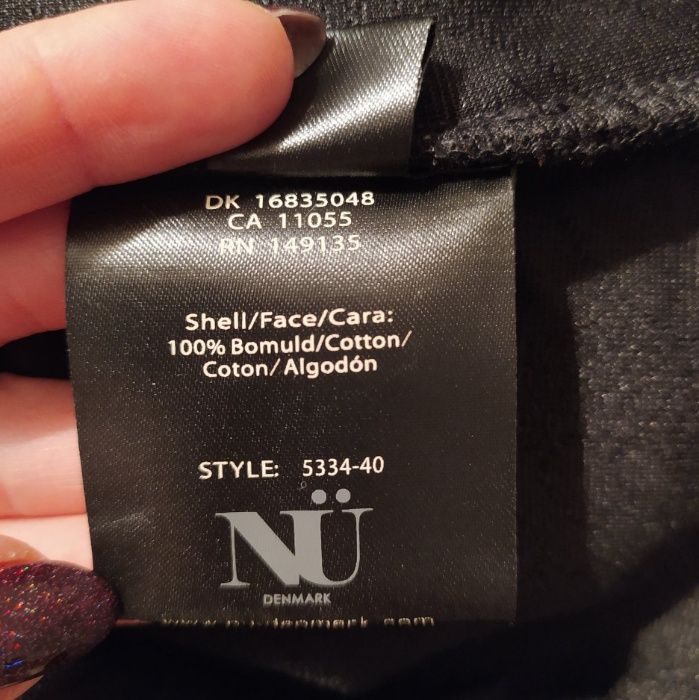 DK 16835048
CA 11055
RN 149135
Shell/Face/Cara:
100% Bomuld/Cotton/
Coton/Algodón
STYLE: 5334-40
NÜ
DENMARK